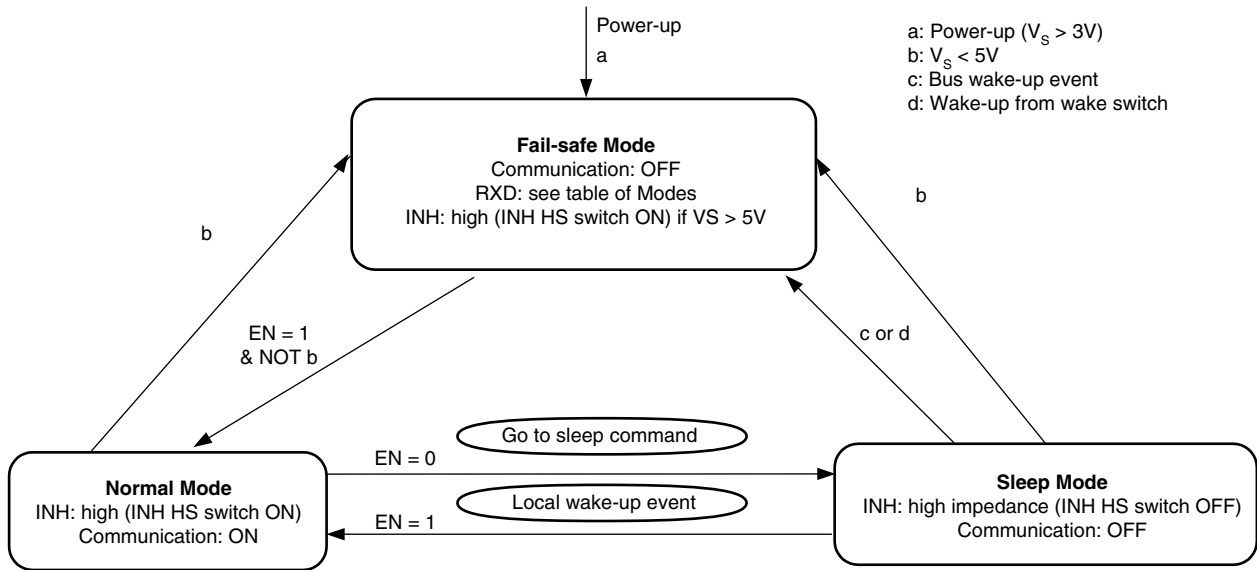 Power-up
a
a: Power-up (V_S > 3V)
b: V_S < 5V
c: Bus wake-up event
d: Wake-up from wake switch
Fail-safe Mode
Communication: OFF
RXD: see table of Modes
INH: high (INH HS switch ON) if VS > 5V
b
b
EN = 1
& NOT b
c or d
Go to sleep command
EN = 0
Local wake-up event
EN = 1
Normal Mode
INH: high (INH HS switch ON)
Communication: ON
Sleep Mode
INH: high impedance (INH HS switch OFF)
Communication: OFF